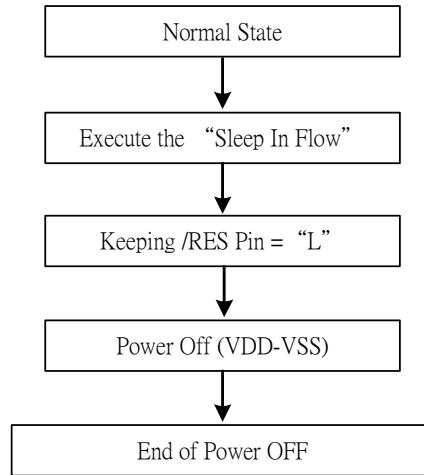 Normal State
Execute the “Sleep In Flow”
Keeping /RES Pin = “L”
Power Off (VDD-VSS)
End of Power OFF